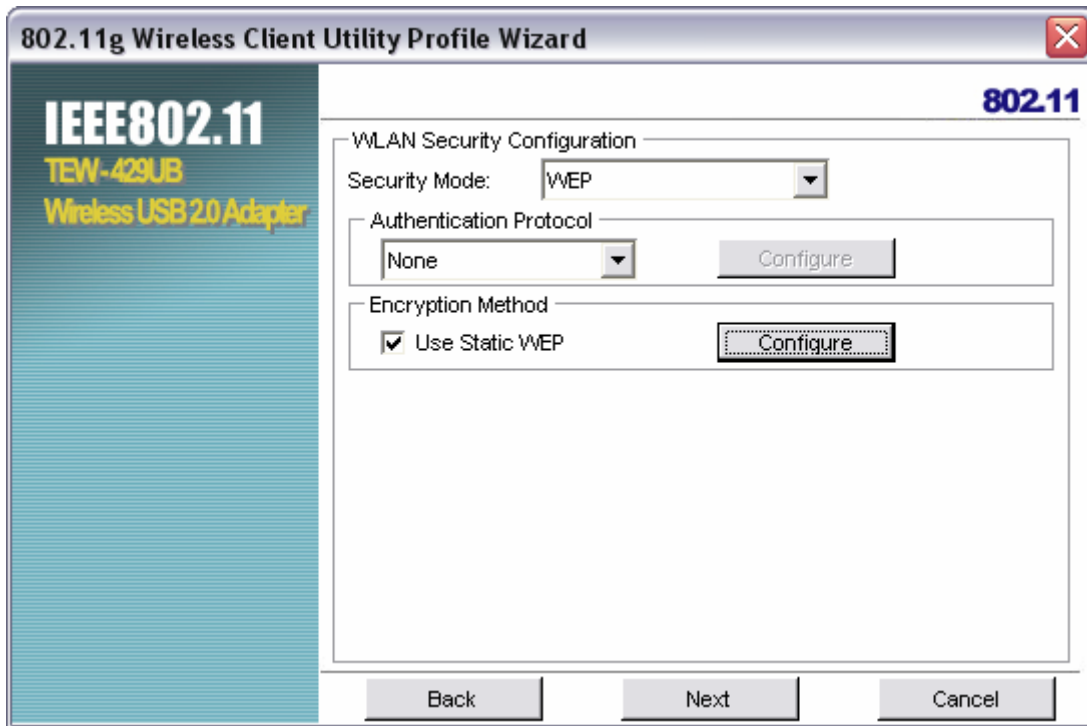 802.11g Wireless Client Utility Profile Wizard
IEEE802.11
TEW-429UB
Wireless USB 2.0 Adapter
802.11
WLAN Security Configuration
Security Mode: WEP
Authentication Protocol
None Configure
Encryption Method
Use Static WEP Configure
Back Next Cancel